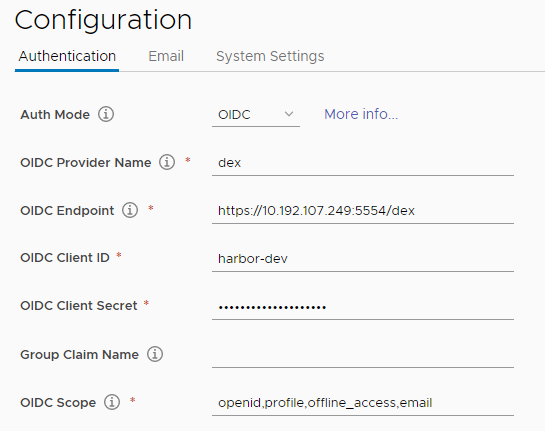 Configuration
Authentication Email System Settings
Auth Mode OIDC More info...
OIDC Provider Name * dex
OIDC Endpoint * https://10.192.107.249:5554/dex
OIDC Client ID * harbor-dev
OIDC Client Secret * ••••••••••••••••••••
Group Claim Name
OIDC Scope * openid,profile,offline_access,email